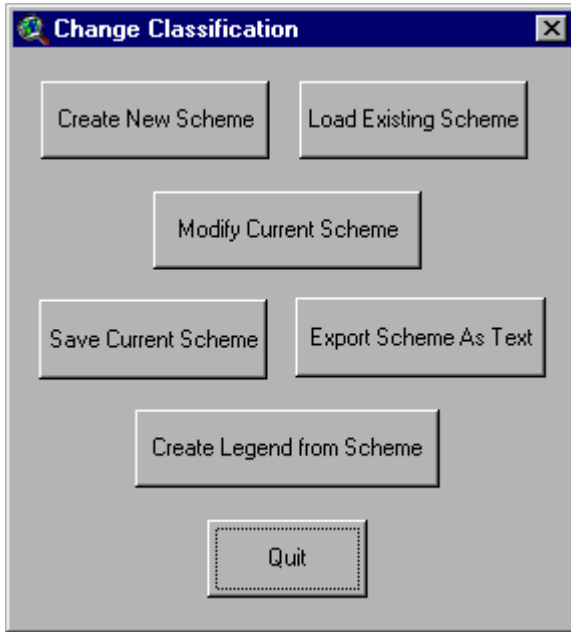 Change Classification
Create New Scheme
Load Existing Scheme
Modify Current Scheme
Save Current Scheme
Export Scheme As Text
Create Legend from Scheme
Quit